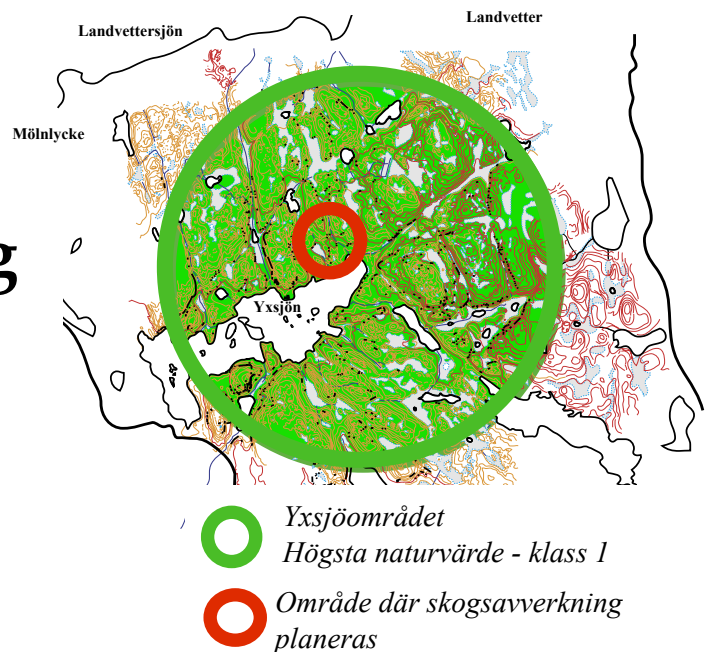 Landvetter
Landvettersjön
Mölnlycke
g
Yxsjön
Yxsjöområdet
Högsta naturvärde - klass 1
Område där skogsavverkning
planeras